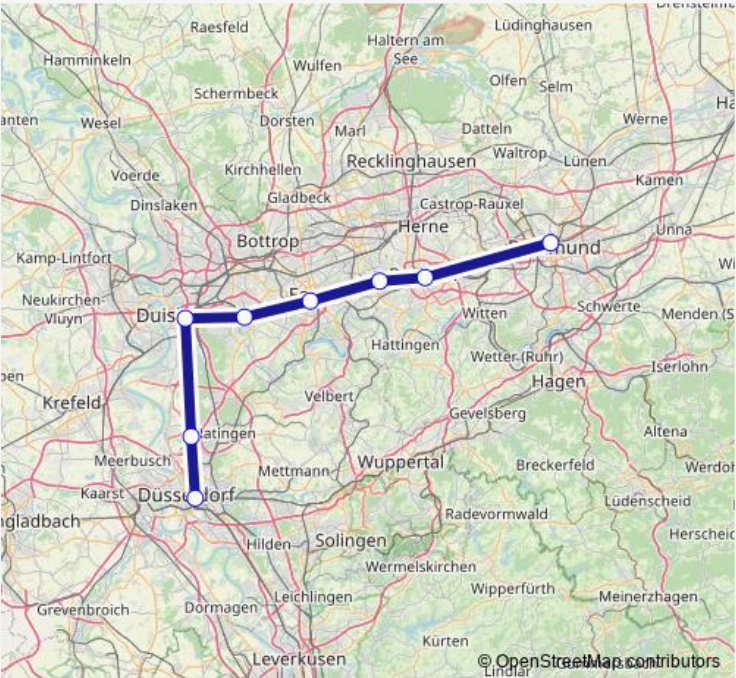 Raesfeld
Lüdinghausen
Haltern am
See
Hamminkeln
Wulfen
Olfen
Selm
Schermbeck
Wesel
Dorsten
Marl
Datteln
Werne
Recklinghausen
Waltrop
Lünen
Voerde
Kirchhellen
Kamen
Dinslaken
Gladbeck
Castrop-Rauxel
Herne
Unna
Bottrop
Kamp-Lintfort
Neukirchen-
Vluyn
Schwerte
Menden (S
Witten
Hattingen
Wetter (Ruhr)
Iserlohn
Hagen
Velbert
Krefeld
Gevelsberg
Altena
Meerbusch
Mettmann
Wuppertal
Breckerfeld
Kaarst
Lüdenscheid
Radevormwald
Hilden
Solingen
Wermelskirchen
Leichlingen
Wipperfürth
Meinerzhagen
Grevenbroich
Dormagen
Kürten
Leverkusen
Lindlar
© OpenStreetMap contributors